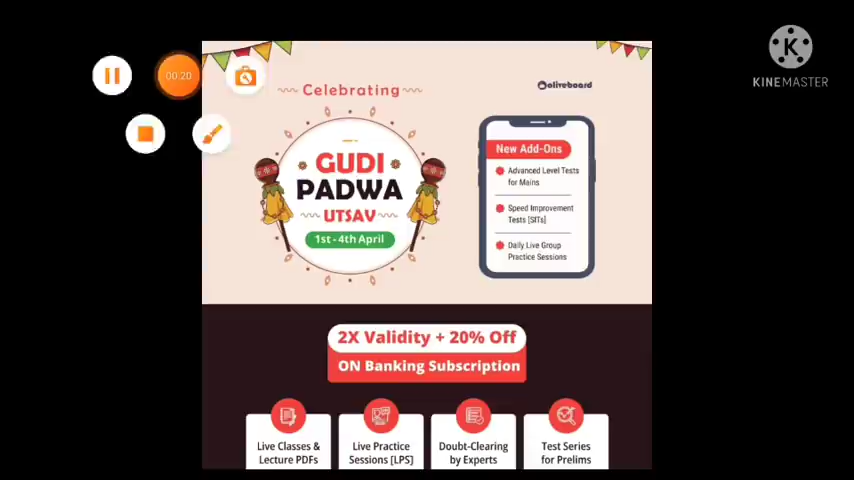 00:20
KINEMASTER
Celebrating
oliveboard
GUDI
PADWA
UTSAV
1st - 4th April
New Add-Ons
Advanced Level Tests
for Mains
Speed Improvement
Tests [SITs]
Daily Live Group
Practice Sessions
2X Validity + 20% Off
ON Banking Subscription
Live Classes &
Lecture PDFs
Live Practice
Sessions [LPS]
Doubt-Clearing
by Experts
Test Series
for Prelims